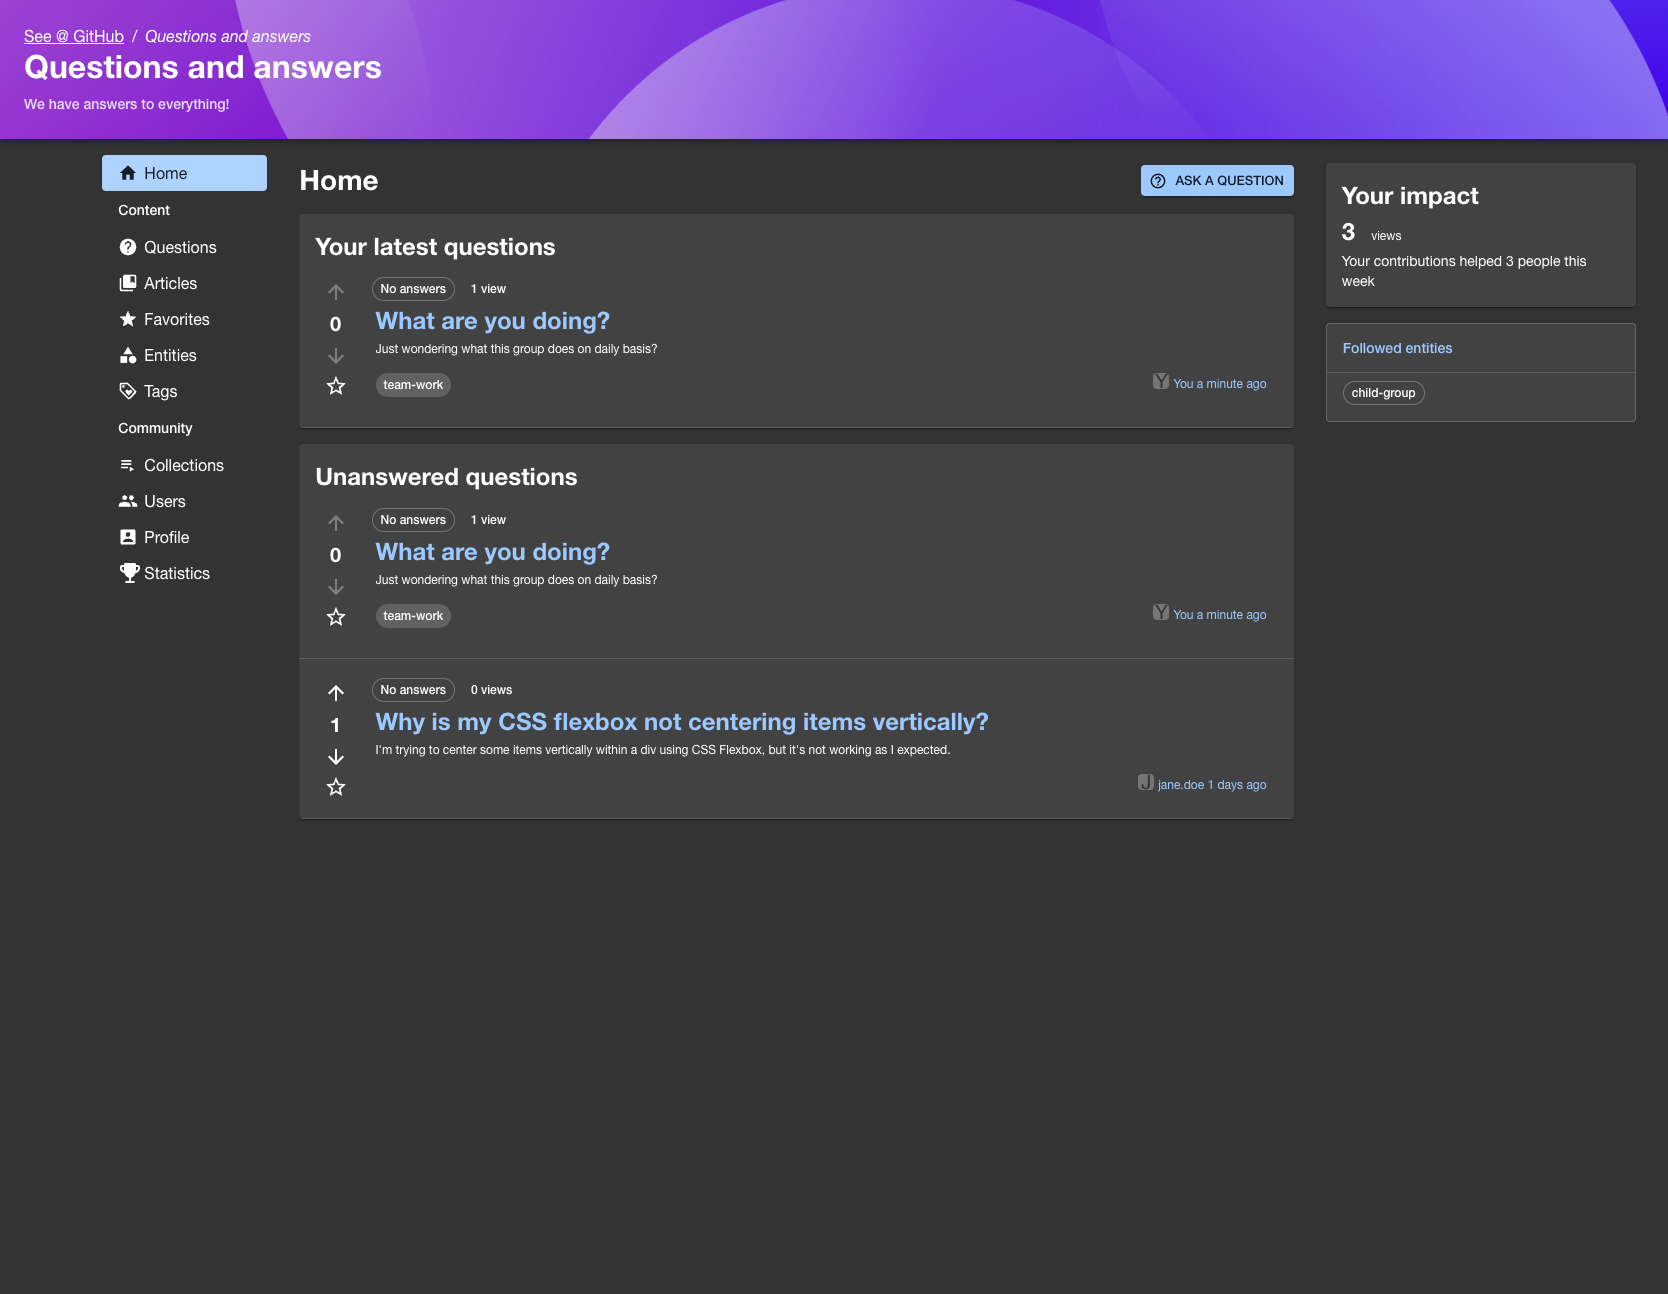 See @ GitHub / Questions and answers
Questions and answers
We have answers to everything!
Home
Content
Questions
Articles
Favorites
Entities
Tags
Community
Collections
Users
Profile
Statistics
Home
ASK A QUESTION
Your latest questions
No answers 1 view
0
What are you doing?
Just wondering what this group does on daily basis?
team-work
Y You a minute ago
Unanswered questions
No answers 1 view
0
What are you doing?
Just wondering what this group does on daily basis?
team-work
Y You a minute ago
No answers 0 views
1
Why is my CSS flexbox not centering items vertically?
I'm trying to center some items vertically within a div using CSS Flexbox, but it's not working as I expected.
J jane.doe 1 days ago
Your impact
3 views
Your contributions helped 3 people this
week
Followed entities
child-group